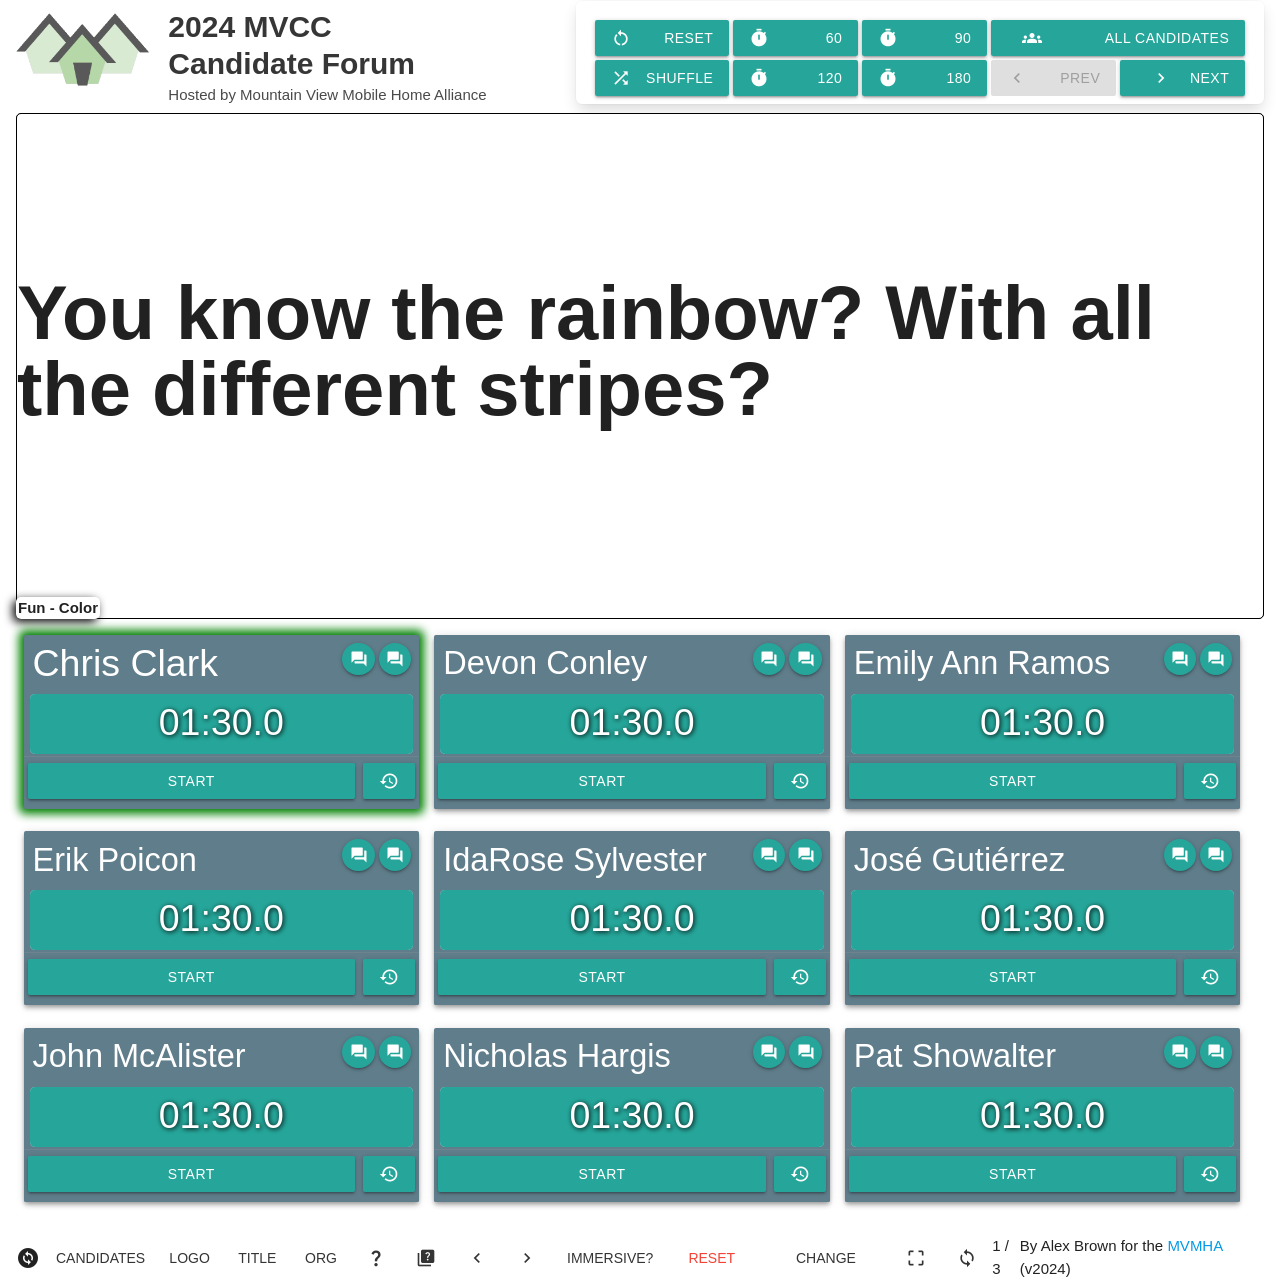 2024 MVCC
Candidate Forum
Hosted by Mountain View Mobile Home Alliance
RESET 60 90 ALL CANDIDATES
SHUFFLE 120 180 PREV NEXT
You know the rainbow? With all
the different stripes?
Fun - Color
Chris Clark
01:30.0
START
Devon Conley
01:30.0
START
Emily Ann Ramos
01:30.0
START
Erik Poicon
01:30.0
START
IdaRose Sylvester
01:30.0
START
José Gutiérrez
01:30.0
START
John McAlister
01:30.0
START
Nicholas Hargis
01:30.0
START
Pat Showalter
01:30.0
START
CANDIDATES LOGO TITLE ORG IMMERSIVE? RESET CHANGE
1 /
3
By Alex Brown for the MVMHA
(v2024)